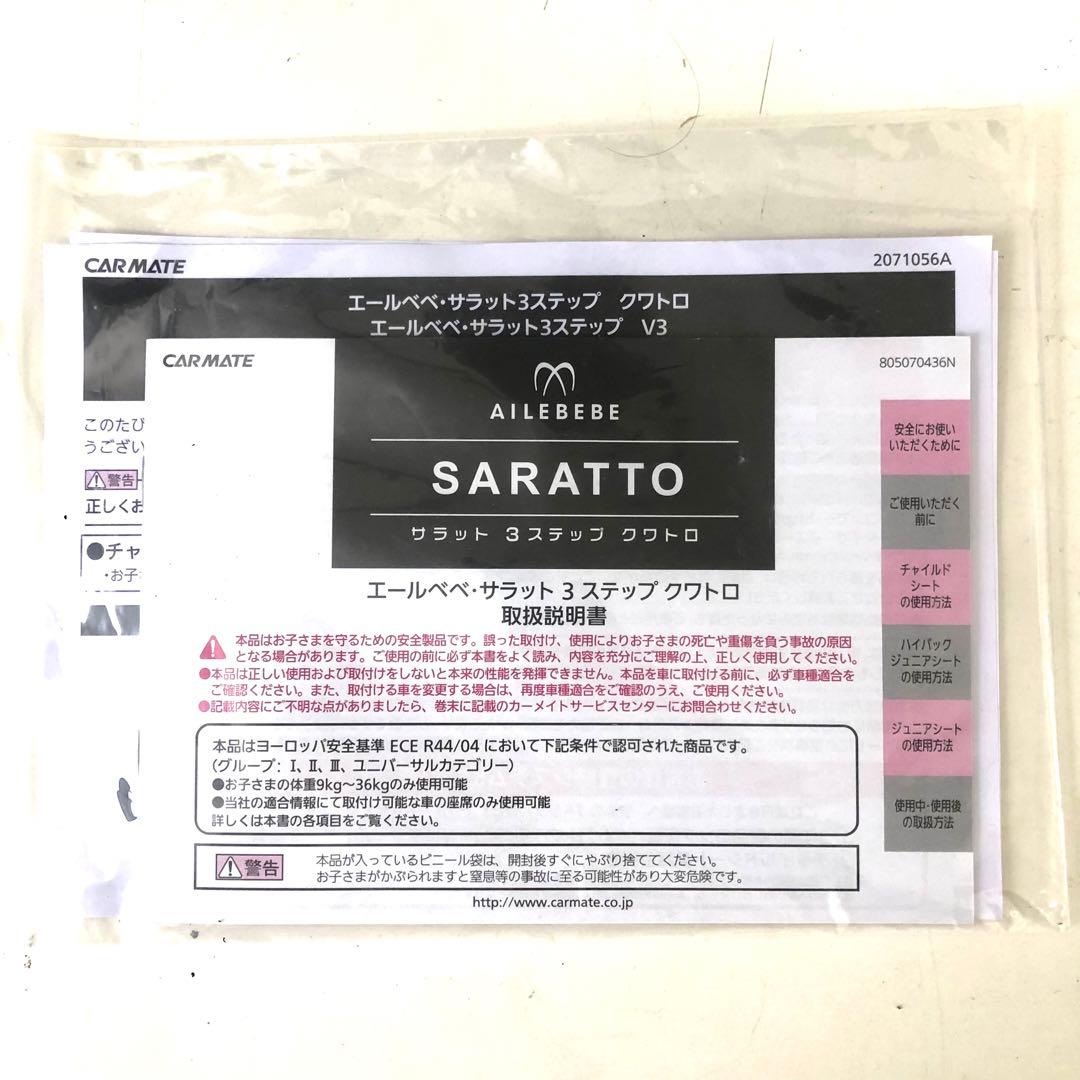 CARMATE
2071056A
エールベベ・サラット3ステップ クワトロ
エールベベ・サラット3ステップ V3
このたび
うござい
警告
正しくお
●チャ
・お子
CARMATE
805070436N
AILEBEBE
SARATTO
サラット 3 ステップ クワトロ
エールベベ・サラット 3 ステップ クワトロ
取扱説明書
本品はお子さまを守るための安全製品です。誤った取付け、使用によりお子さまの死亡や重傷を負う事故の原因
となる場合があります。ご使用の前に必ず本書をよく読み、内容を充分にご理解の上、正しく使用してください。
●本品は正しい使用および取付けをしないと本来の性能を発揮できません。本品を車に取付ける前に、必ず車種適合を
ご確認ください。また、取付ける車を変更する場合は、再度車種適合をご確認のうえ、ご使用ください。
●記載内容にご不明な点がありましたら、巻末に記載のカーメイトサービスセンターにお問合わせください。
本品はヨーロッパ安全基準 ECE R44/04 において下記条件で認可された商品です。
(グループ: Ⅰ、Ⅱ、Ⅲ、ユニバーサルカテゴリー)
●お子さまの体重9kg～36kgのみ使用可能
●当社の適合情報にて取付け可能な車の座席のみ使用可能
詳しくは本書の各項目をご覧ください。
警告
本品が入っているビニール袋は、開封後すぐにやぶり捨ててください。
お子さまがかぶられますと窒息等の事故に至る可能性があり大変危険です。
http://www.carmate.co.jp
安全にお使い
いただくために
ご使用いただく
前に
チャイルド
シート
の使用方法
ハイバック
ジュニアシート
の使用方法
ジュニアシート
の使用方法
使用中・使用後
の取扱方法